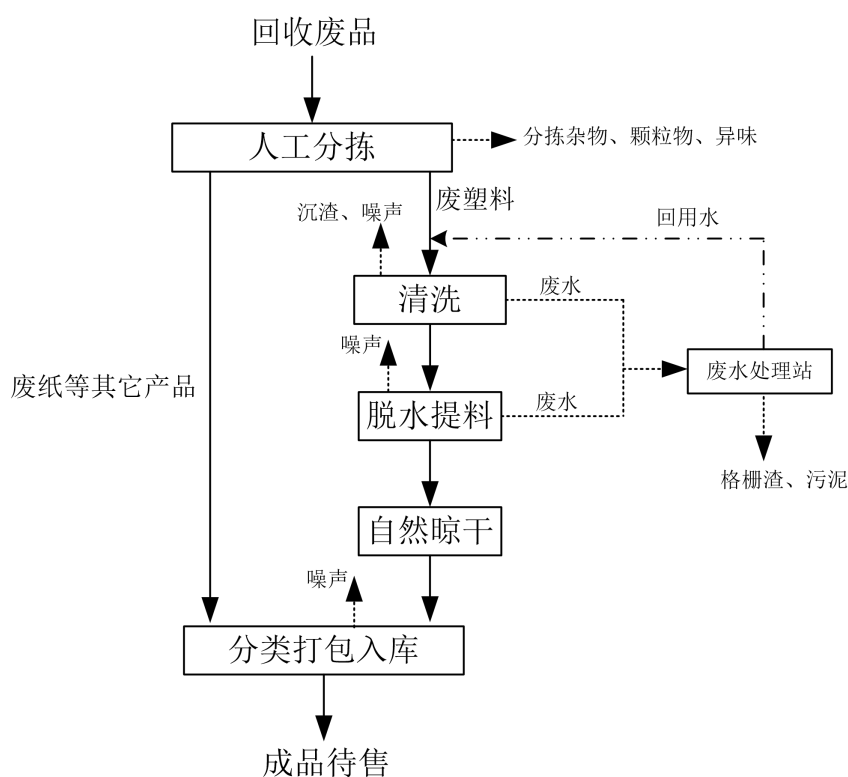 回收废品
人工分拣
分拣杂物、颗粒物、异味
废塑料
沉渣、噪声
回用水
清洗
废水
噪声
废水处理站
废纸等其它产品
脱水提料
废水
格栅渣、污泥
自然晾干
噪声
分类打包入库
成品待售